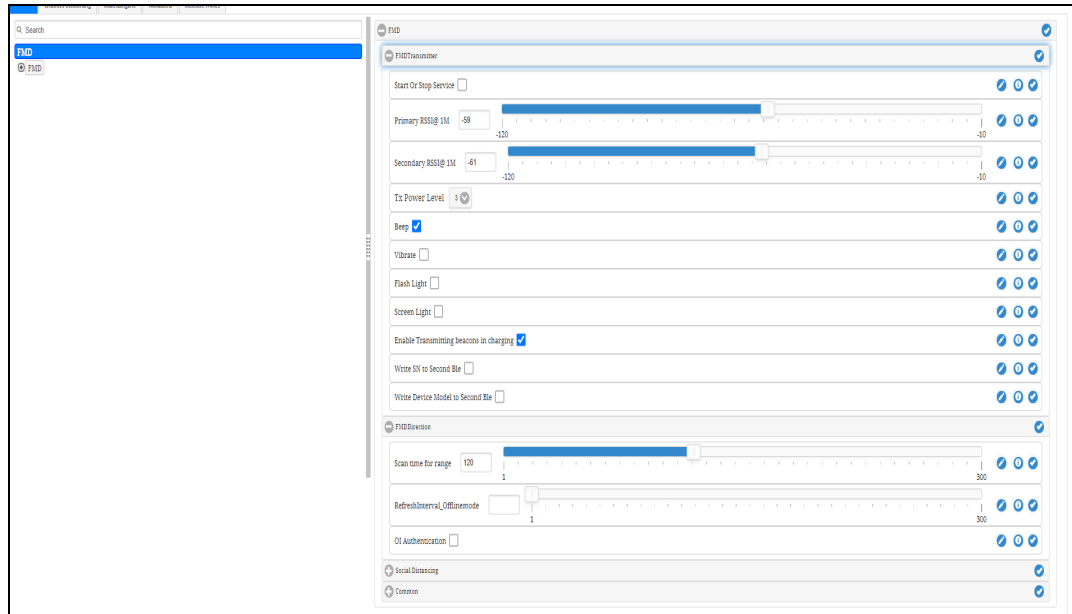 Search
FMD
FMD
FMD
FMDTransmitter
Start Or Stop Service
Primary RSSI@ 1M -59
-120 -10
Secondary RSSI@ 1M -61
-120 -10
Tx Power Level 3
Beep
Vibrate
Flash Light
Screen Light
Enable Transmitting beacons in charging
Write SN to Second Ble
Write Device Model to Second Ble
FMDDirection
Scan time for range 120
1 300
RefreshInterval_Offlinemode
1 300
OI Authentication
Social Distancing
Common